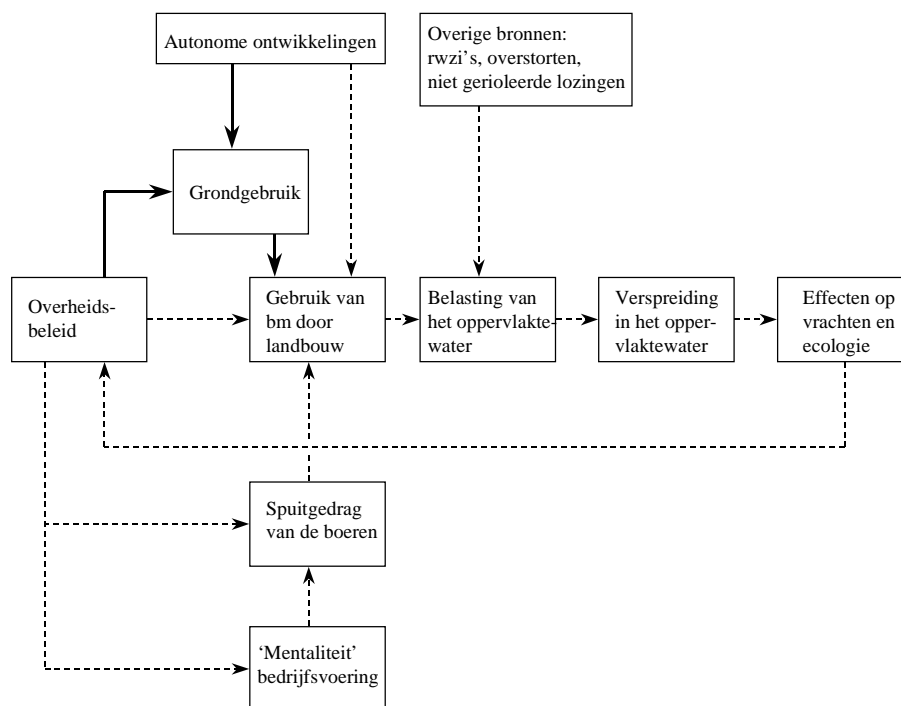 Autonome ontwikkelingen
Overige bronnen:
rwzi's, overstorten,
niet gerioleerde lozingen
Grondgebruik
Overheids-
beleid
Gebruik van
bm door
landbouw
Belasting van
het oppervlakte-
water
Verspreiding
in het opper-
vlaktewater
Effecten op
vrachten en
ecologie
Spuitgedrag
van de boeren
‘Mentaliteit’
bedrijfsvoering